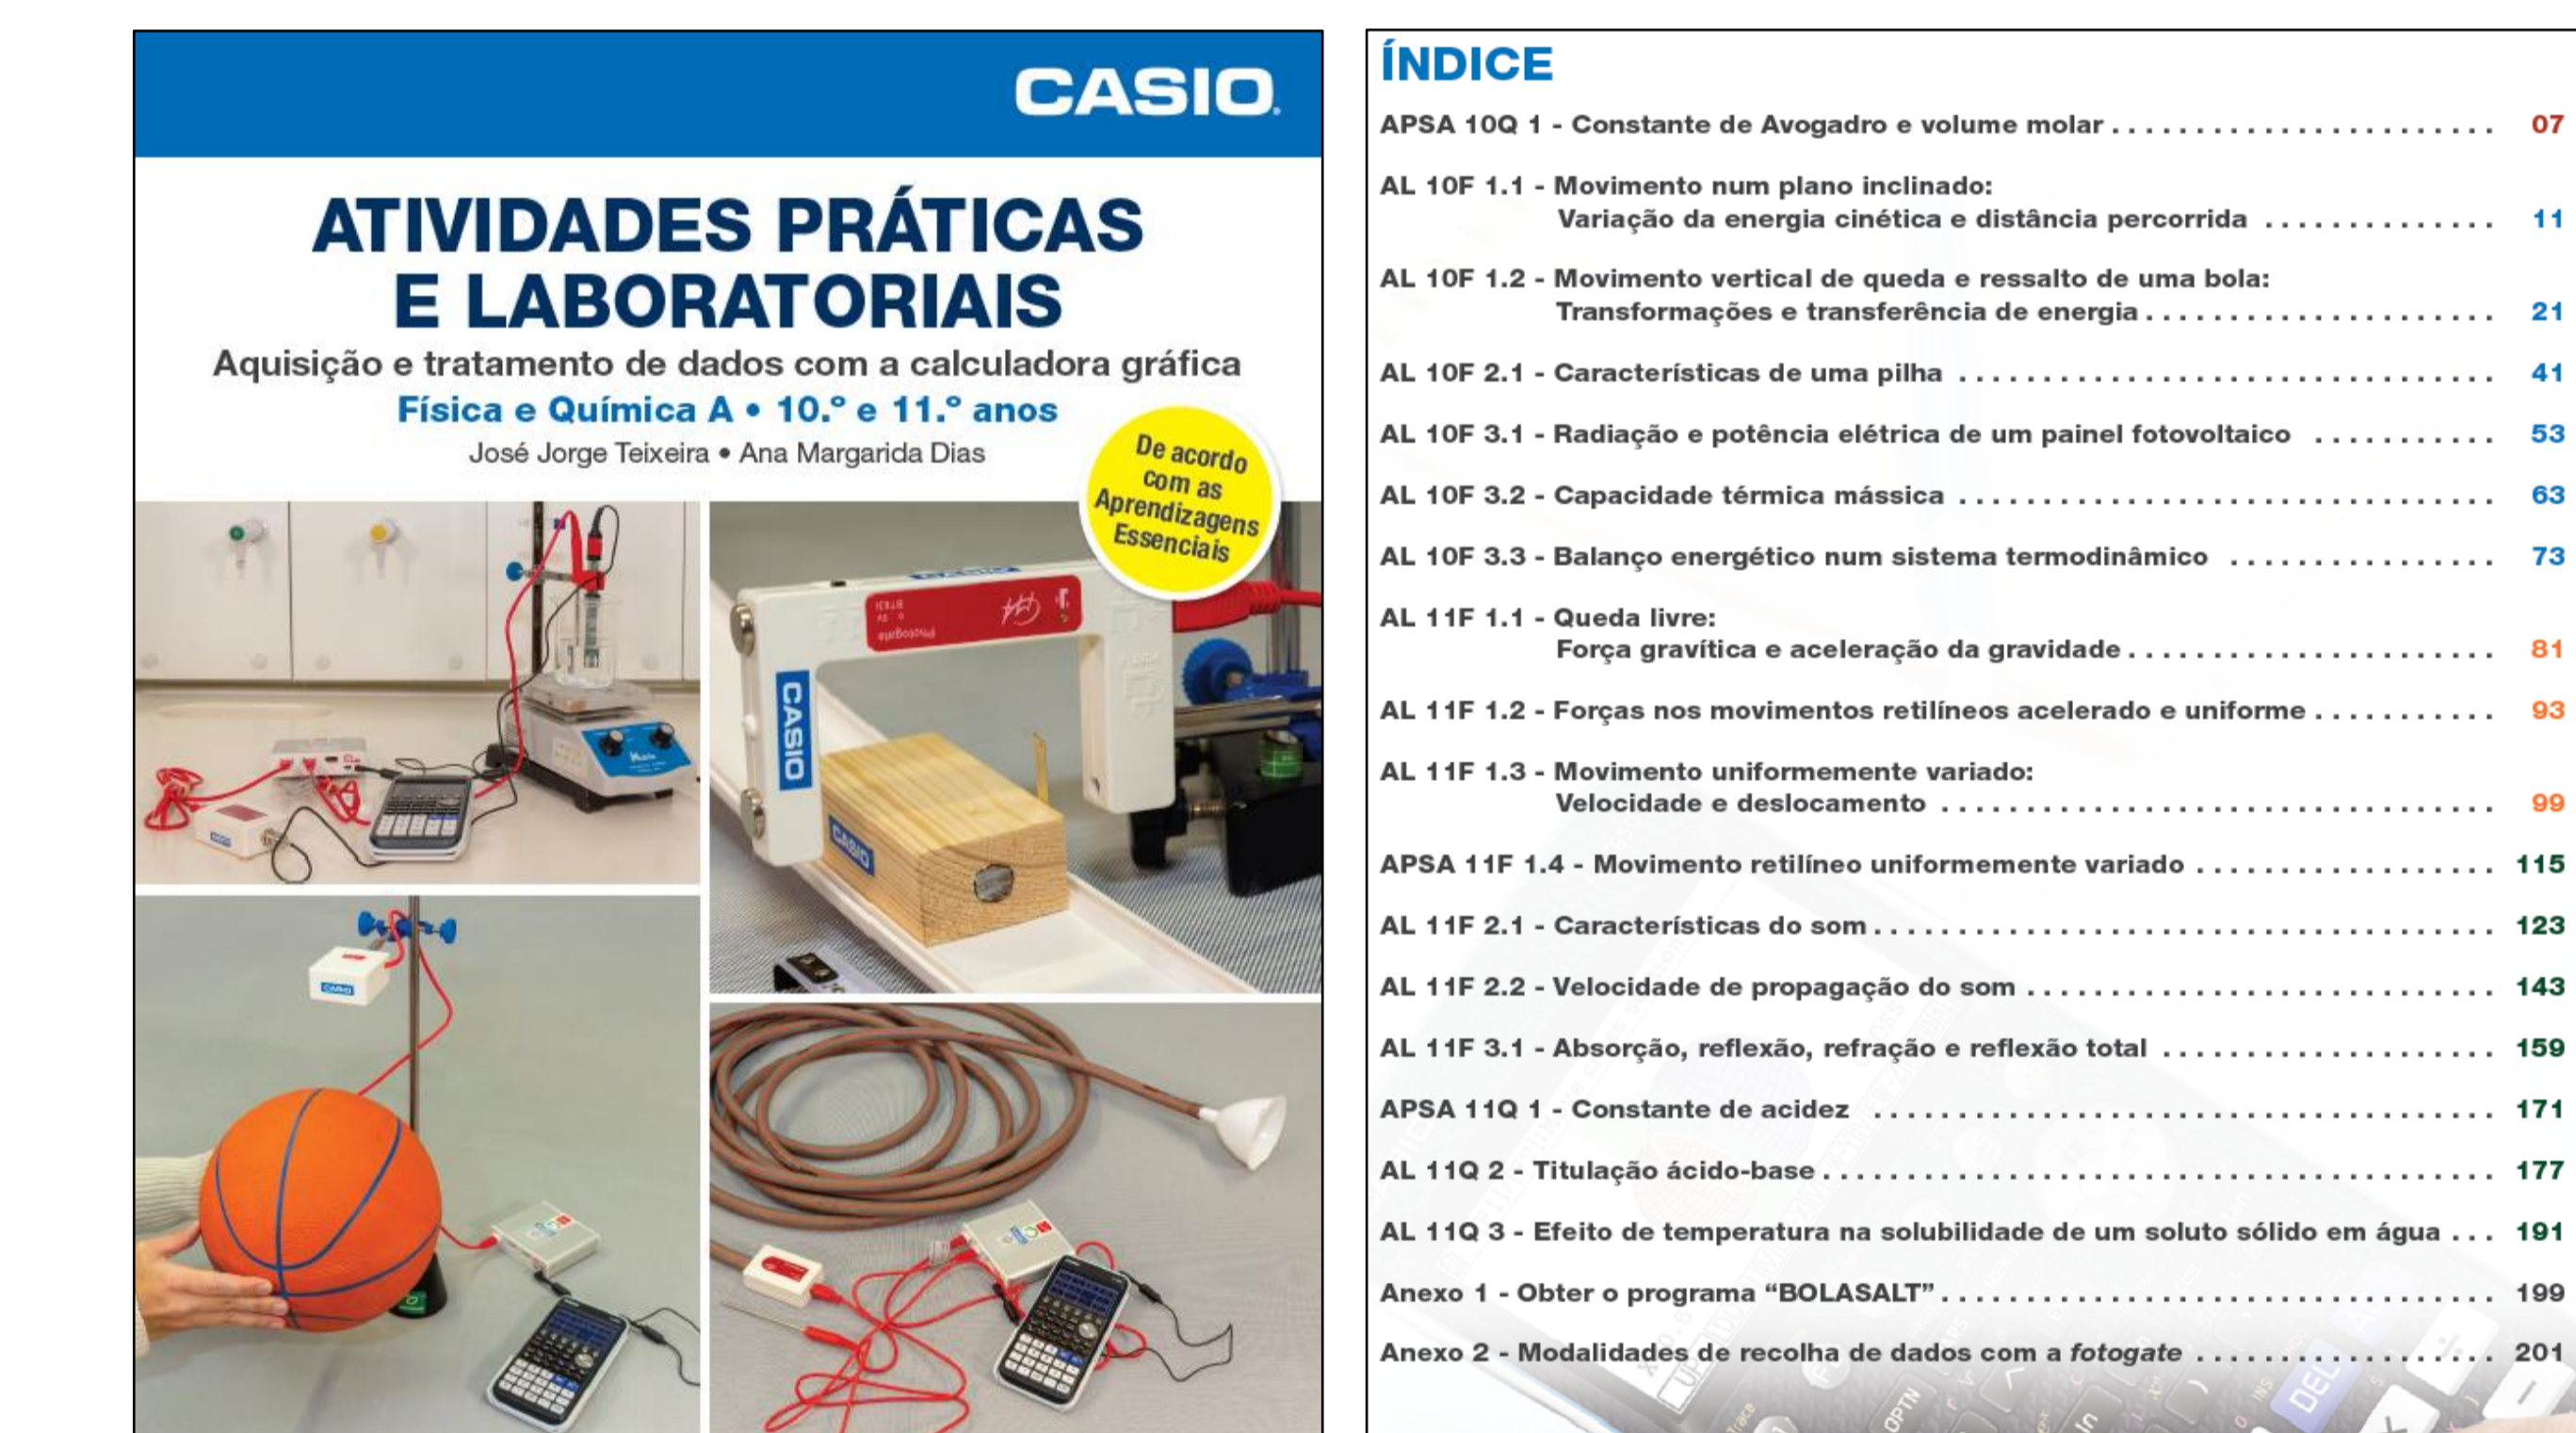 CASIO
ATIVIDADES PRÁTICAS
E LABORATORIAIS
Aquisição e tratamento de dados com a calculadora gráfica
Física e Química A • 10.º e 11.º anos
José Jorge Teixeira • Ana Margarida Dias
De acordo
com as
Aprendizagens
Essenciais
CASIO
Photogate
CASIO
CASIO
CASIO
ÍNDICE
APSA 10Q 1 - Constante de Avogadro e volume molar . . . . . . . . . . . . . . . . . . . . . . . 07
AL 10F 1.1 - Movimento num plano inclinado:
Variação da energia cinética e distância percorrida . . . . . . . . . . . . . . 11
AL 10F 1.2 - Movimento vertical de queda e ressalto de uma bola:
Transformações e transferência de energia . . . . . . . . . . . . . . . . . . . . . 21
AL 10F 2.1 - Características de uma pilha . . . . . . . . . . . . . . . . . . . . . . . . . . . . . . . . 41
AL 10F 3.1 - Radiação e potência elétrica de um painel fotovoltaico . . . . . . . . . . . 53
AL 10F 3.2 - Capacidade térmica mássica . . . . . . . . . . . . . . . . . . . . . . . . . . . . . . . . 63
AL 10F 3.3 - Balanço energético num sistema termodinâmico . . . . . . . . . . . . . . . . 73
AL 11F 1.1 - Queda livre:
Força gravítica e aceleração da gravidade . . . . . . . . . . . . . . . . . . . . . . 81
AL 11F 1.2 - Forças nos movimentos retilíneos acelerado e uniforme . . . . . . . . . . . 93
AL 11F 1.3 - Movimento uniformemente variado:
Velocidade e deslocamento . . . . . . . . . . . . . . . . . . . . . . . . . . . . . . . . . 99
APSA 11F 1.4 - Movimento retilíneo uniformemente variado . . . . . . . . . . . . . . . . . . 115
AL 11F 2.1 - Características do som . . . . . . . . . . . . . . . . . . . . . . . . . . . . . . . . . . . . . 123
AL 11F 2.2 - Velocidade de propagação do som . . . . . . . . . . . . . . . . . . . . . . . . . . . . 143
AL 11F 3.1 - Absorção, reflexão, refração e reflexão total . . . . . . . . . . . . . . . . . . . . 159
APSA 11Q 1 - Constante de acidez . . . . . . . . . . . . . . . . . . . . . . . . . . . . . . . . . . . . . 171
AL 11Q 2 - Titulação ácido-base . . . . . . . . . . . . . . . . . . . . . . . . . . . . . . . . . . . . . . . . 177
AL 11Q 3 - Efeito de temperatura na solubilidade de um soluto sólido em água . . . 191
Anexo 1 - Obter o programa “BOLASALT” . . . . . . . . . . . . . . . . . . . . . . . . . . . . . . . . . 199
Anexo 2 - Modalidades de recolha de dados com a fotogate . . . . . . . . . . . . . . . . . . 201
OPTN
DEL